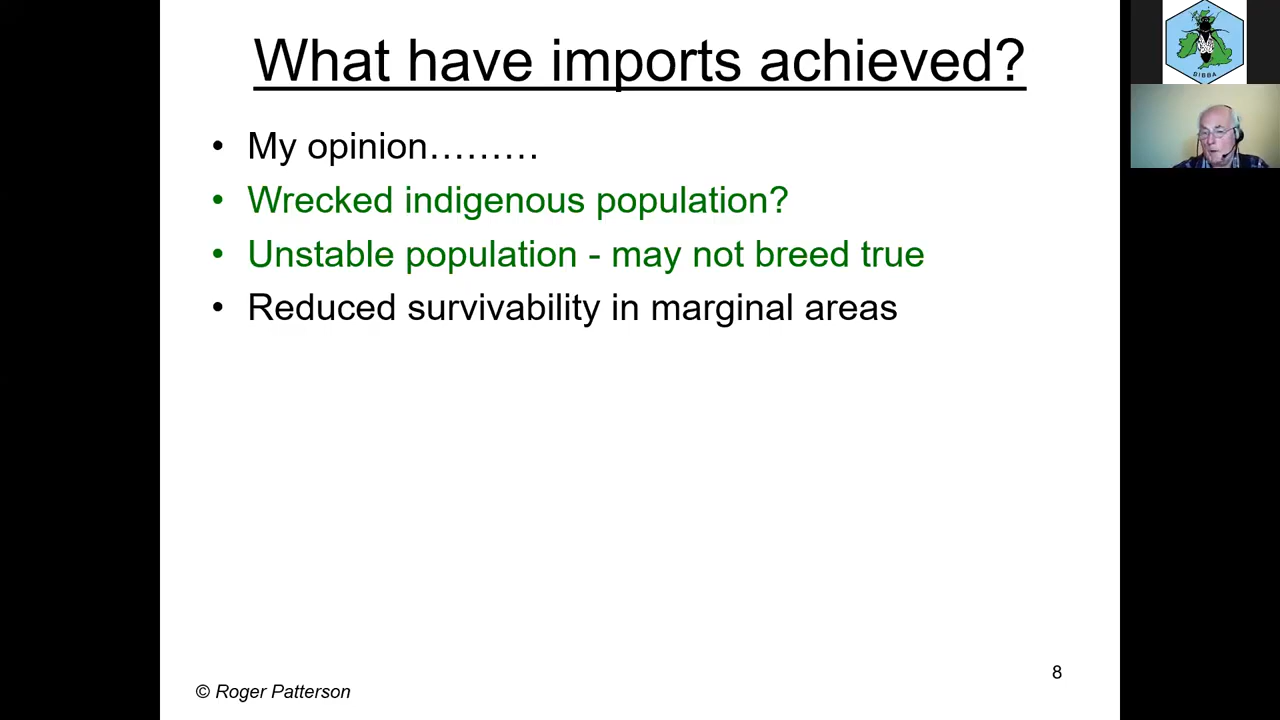 What have imports achieved?
• My opinion………
• Wrecked indigenous population?
• Unstable population - may not breed true
• Reduced survivability in marginal areas
8
© Roger Patterson
BIBBA